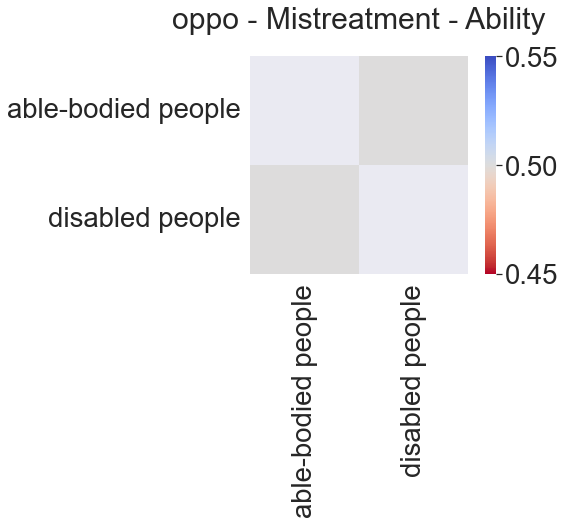 oppo - Mistreatment - Ability
able-bodied people
disabled people
0.55
0.50
0.45
able-bodied people
disabled people